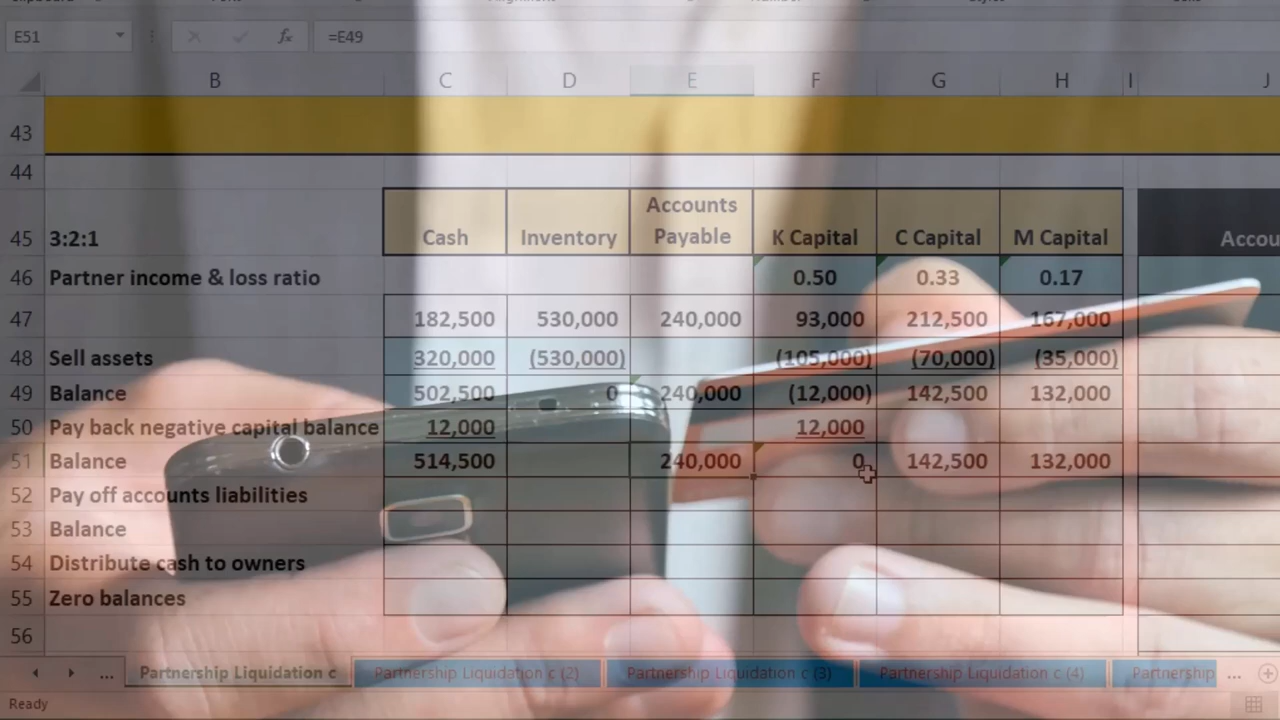 E51 fx =E49
B C D E F G H I J
43
44
Accounts
45 3:2:1 Cash Inventory Payable K Capital C Capital M Capital Accou
46 Partner income & loss ratio 0.50 0.33 0.17
47 182,500 530,000 240,000 93,000 212,500 167,000
48 Sell assets 320,000 (530,000) (105,000) (70,000) (35,000)
49 Balance 502,500 0 240,000 (12,000) 142,500 132,000
50 Pay back negative capital balance 12,000 12,000
51 Balance 514,500 240,000 0 142,500 132,000
52 Pay off accounts liabilities
53 Balance
54 Distribute cash to owners
55 Zero balances
56
... Partnership Liquidation c Partnership Liquidation c (2) Partnership Liquidation c (3) Partnership Liquidation c (4) Partnership ...
Ready